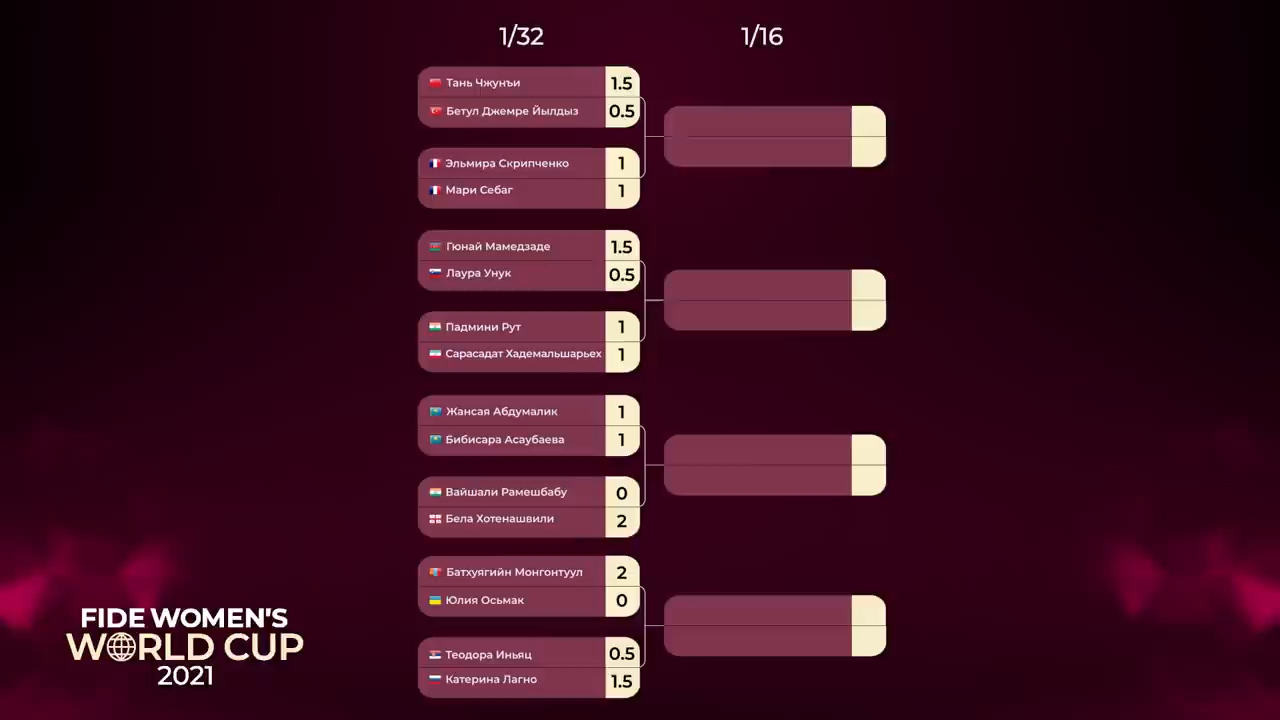 1/32
1/16
Тань Чжунъи 1.5
Бетул Джемре Йылдыз 0.5
Эльмира Скрипченко 1
Мари Себаг 1
Гюнай Мамедзаде 1.5
Лаура Унук 0.5
Падмини Рут 1
Сарасадат Хадемальшарьех 1
Жансая Абдумалик 1
Бибисара Асаубаева 1
Вайшали Рамешбабу 0
Бела Хотенашвили 2
Батхуягийн Монгонтуул 2
Юлия Осьмак 0
Теодора Иньяц 0.5
Катерина Лагно 1.5
FIDE WOMEN'S
WORLD CUP
2021